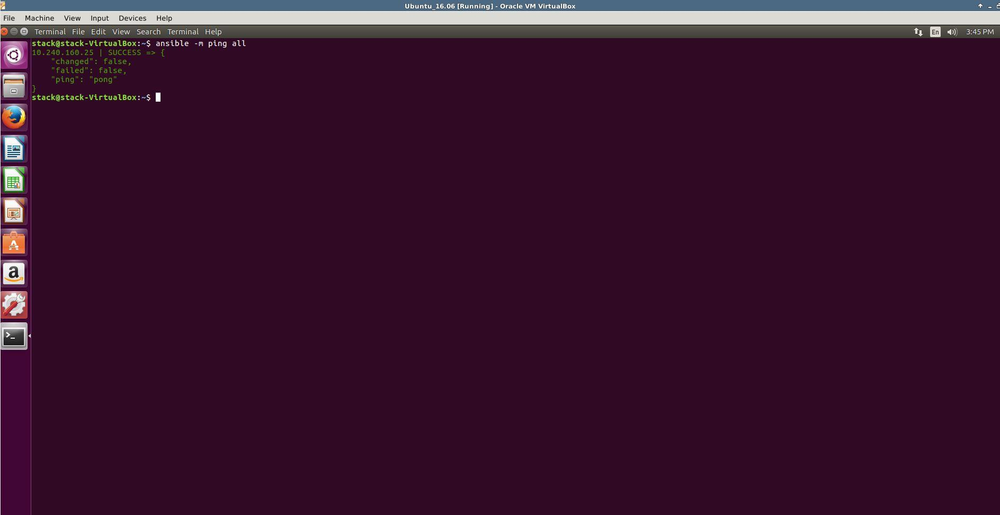 Ubuntu_16.06 [Running] - Oracle VM VirtualBox
File Machine View Input Devices Help
Terminal File Edit View Search Terminal Help En 3:45 PM
stack@stack-VirtualBox:~$ ansible -m ping all
10.240.160.25 | SUCCESS => {
    "changed": false,
    "failed": false,
    "ping": "pong"
}
stack@stack-VirtualBox:~$